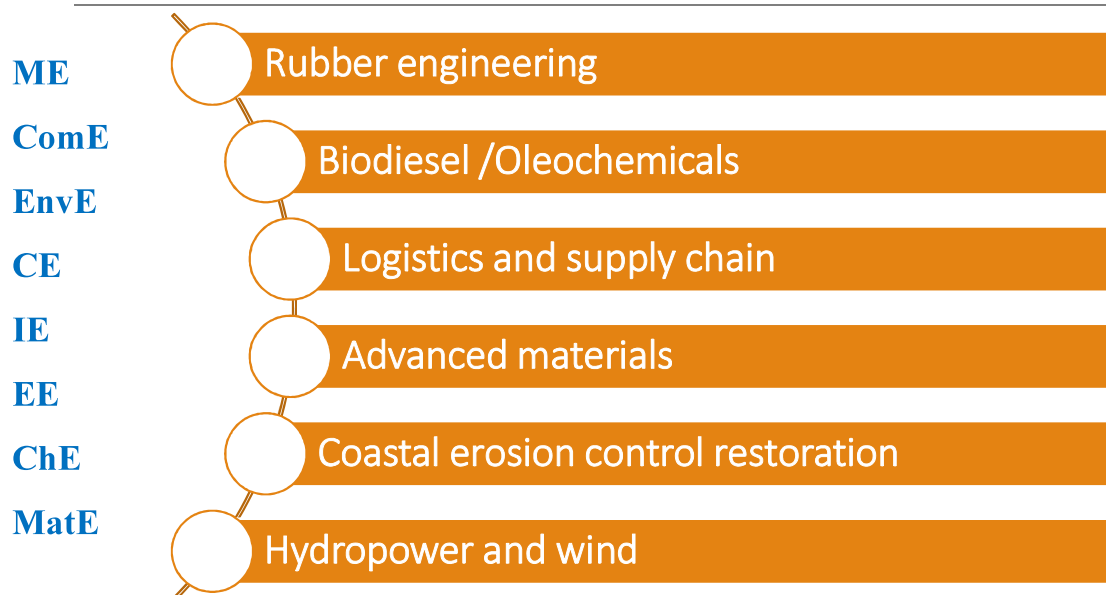 ME
ComE
EnvE
CE
IE
EE
ChE
MatE
Rubber engineering
Biodiesel /Oleochemicals
Logistics and supply chain
Advanced materials
Coastal erosion control restoration
Hydropower and wind